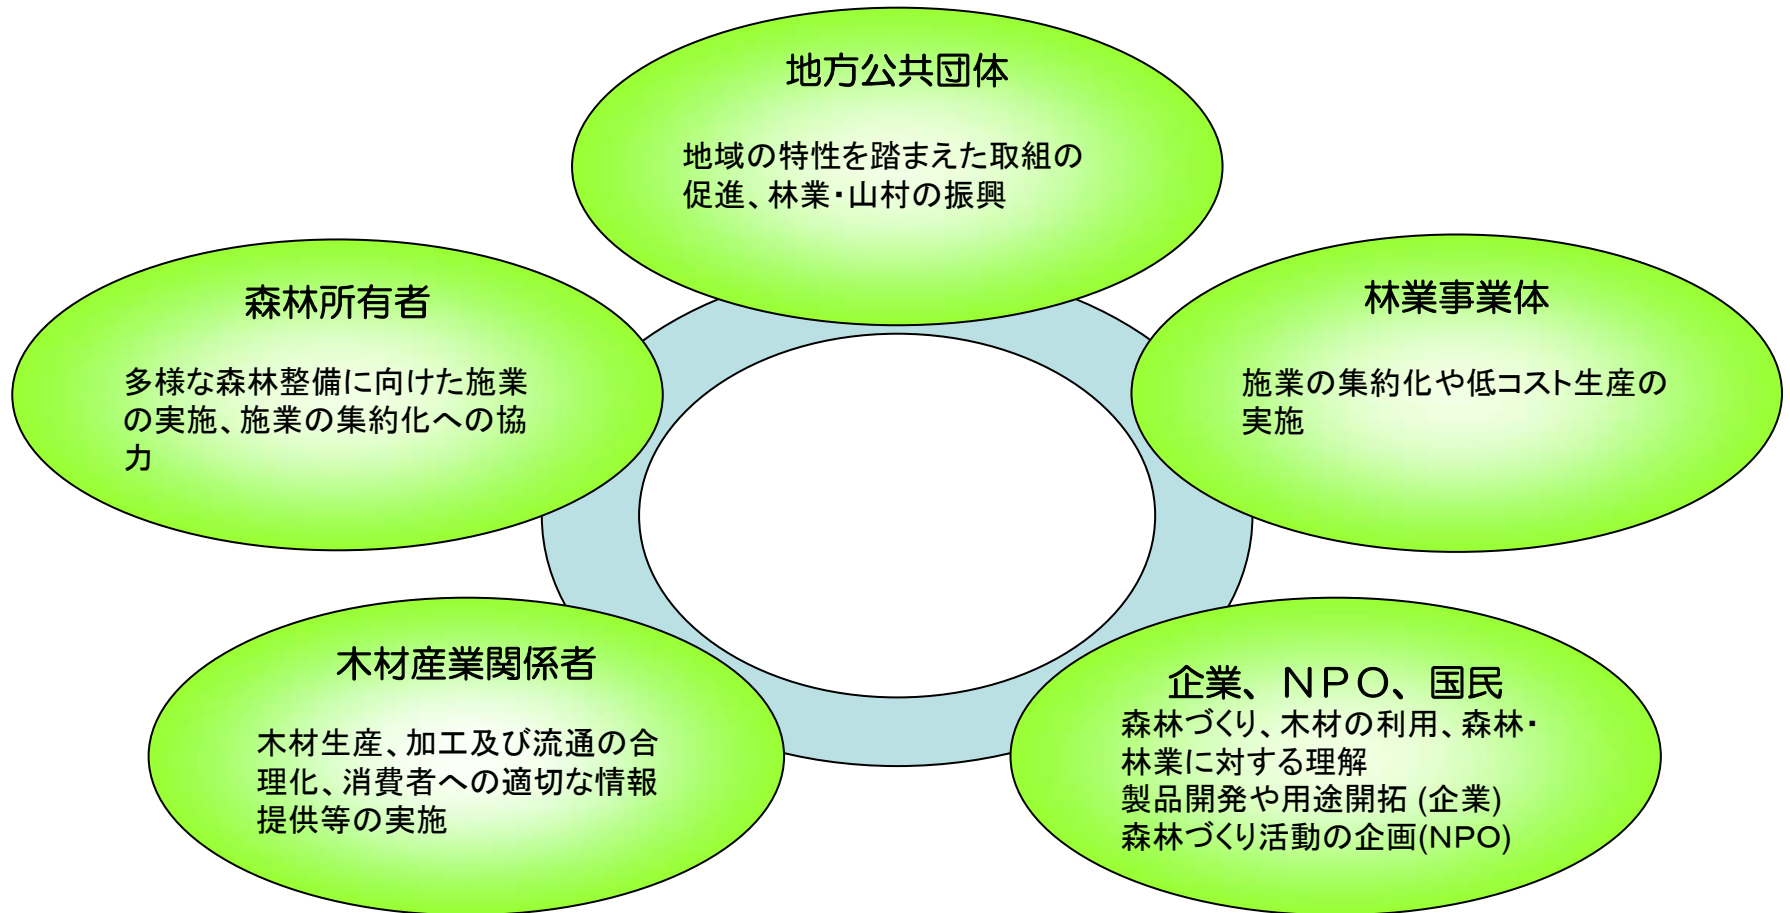 地方公共団体
地域の特性を踏まえた取組の
促進、林業・山村の振興
森林所有者
多様な森林整備に向けた施業
の実施、施業の集約化への協
力
林業事業体
施業の集約化や低コスト生産の
実施
木材産業関係者
木材生産、加工及び流通の合
理化、消費者への適切な情報
提供等の実施
企業、ＮＰＯ、国民
森林づくり、木材の利用、森林・
林業に対する理解
製品開発や用途開拓 (企業)
森林づくり活動の企画(NPO)